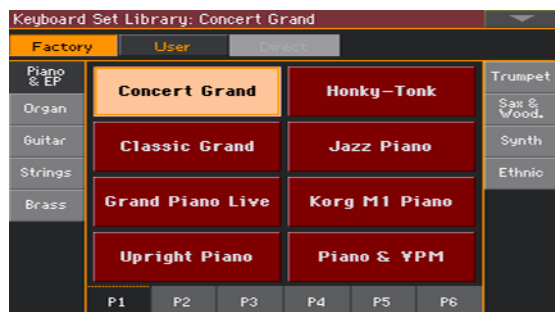 Keyboard Set Library: Concert Grand
Factory User Direct
Piano & EP
Organ
Guitar
Strings
Brass
Concert Grand Honky-Tonk
Classic Grand Jazz Piano
Grand Piano Live Korg M1 Piano
Upright Piano Piano & YPM
Trumpet
Sax & Wood.
Synth
Ethnic
P1 P2 P3 P4 P5 P6